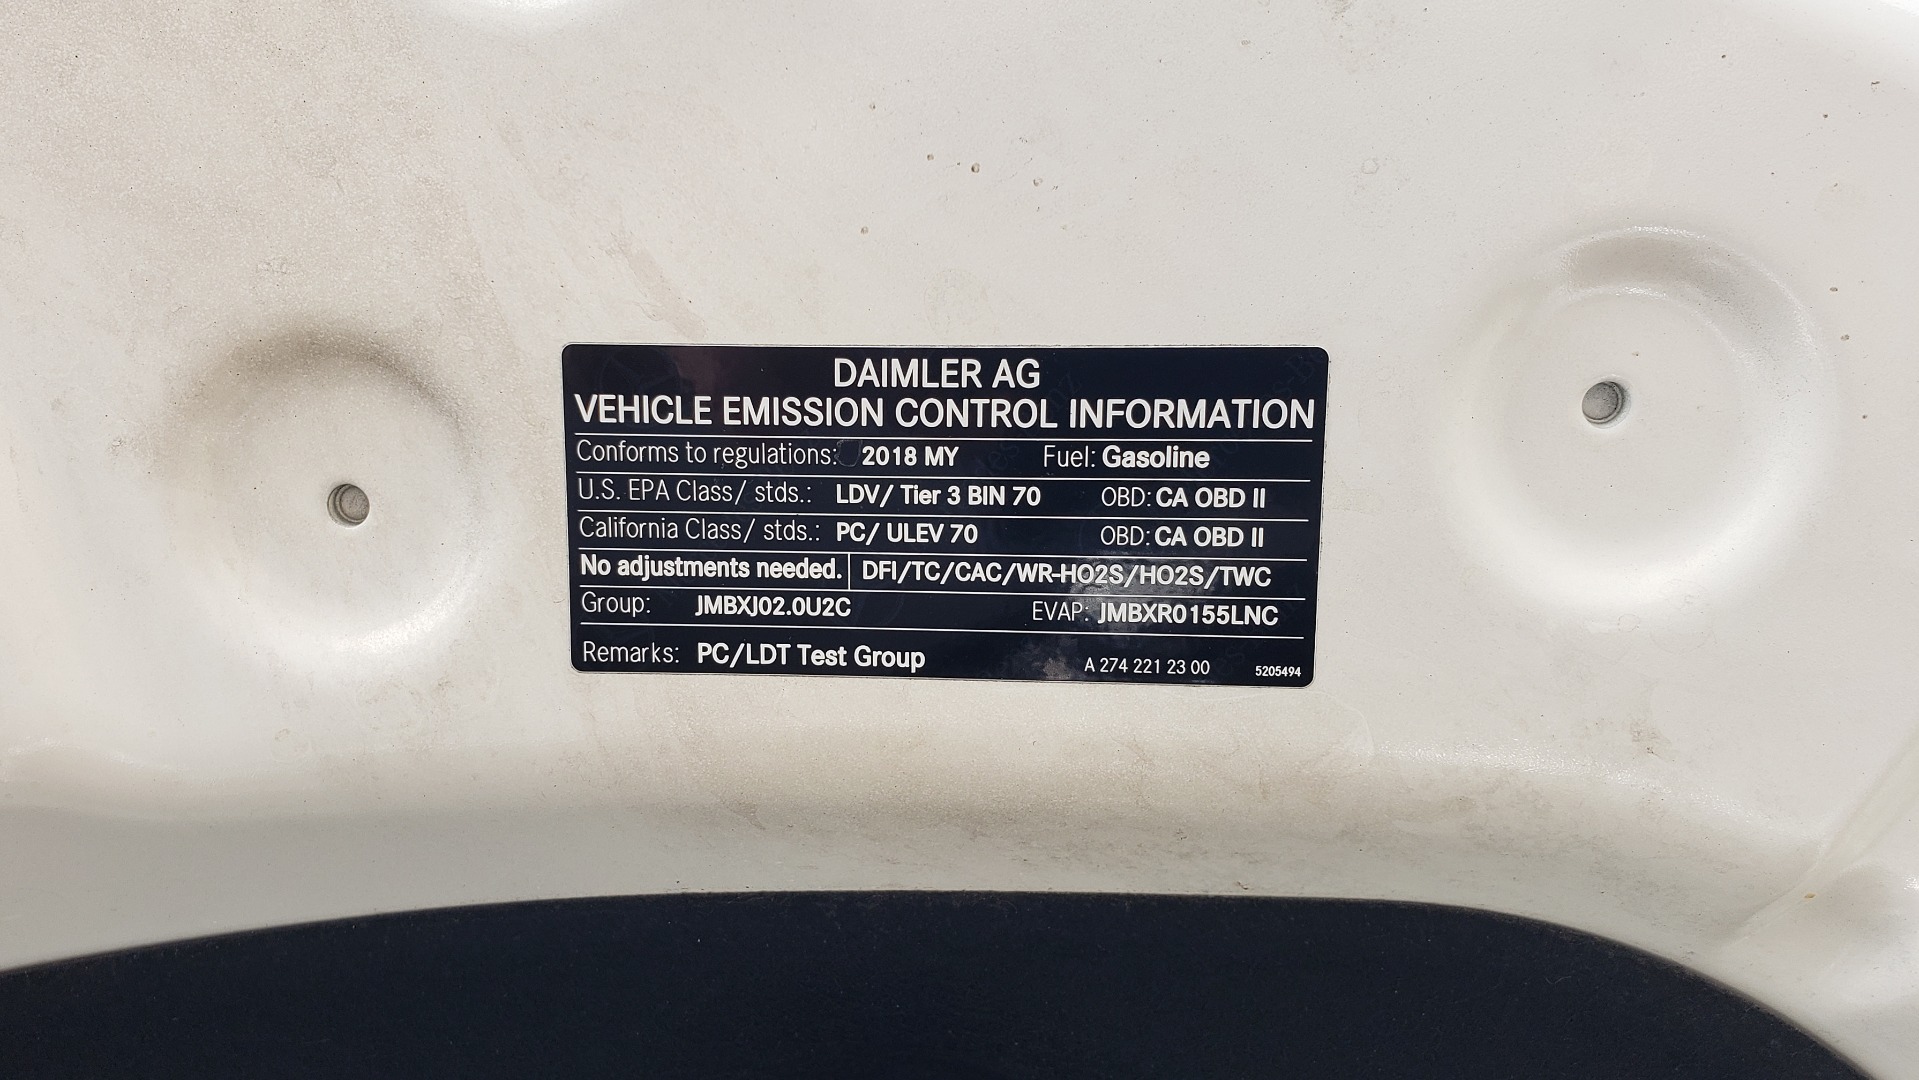 DAIMLER AG
VEHICLE EMISSION CONTROL INFORMATION
Conforms to regulations: 2018 MY Fuel: Gasoline
U.S. EPA Class/ stds.: LDV/ Tier 3 BIN 70 OBD: CA OBD II
California Class/ stds.: PC/ ULEV 70 OBD: CA OBD II
No adjustments needed. DFI/TC/CAC/WR-HO2S/HO2S/TWC
Group: JMBXJ02.0U2C EVAP: JMBXR0155LNC
Remarks: PC/LDT Test Group A 274 221 23 00 5205494